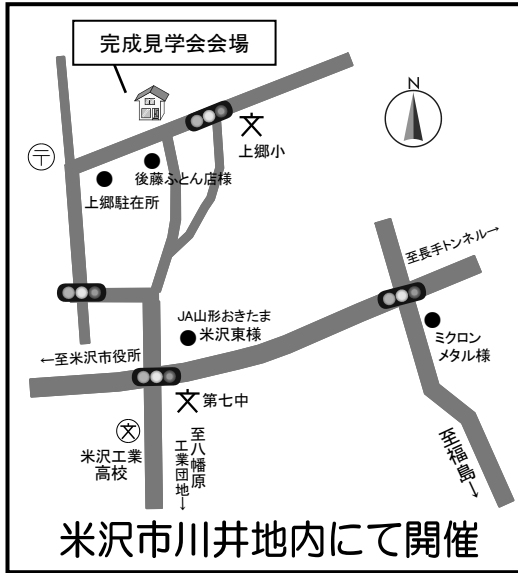 完成見学会会場
N
上郷小
後藤ふとん店様
上郷駐在所
至長手トンネル→
JA山形おきたま
米沢東様
←至米沢市役所
ミクロン
メタル様
第七中
米沢工業
高校
至八幡原
工業団地→
至福島→
米沢市川井地内にて開催